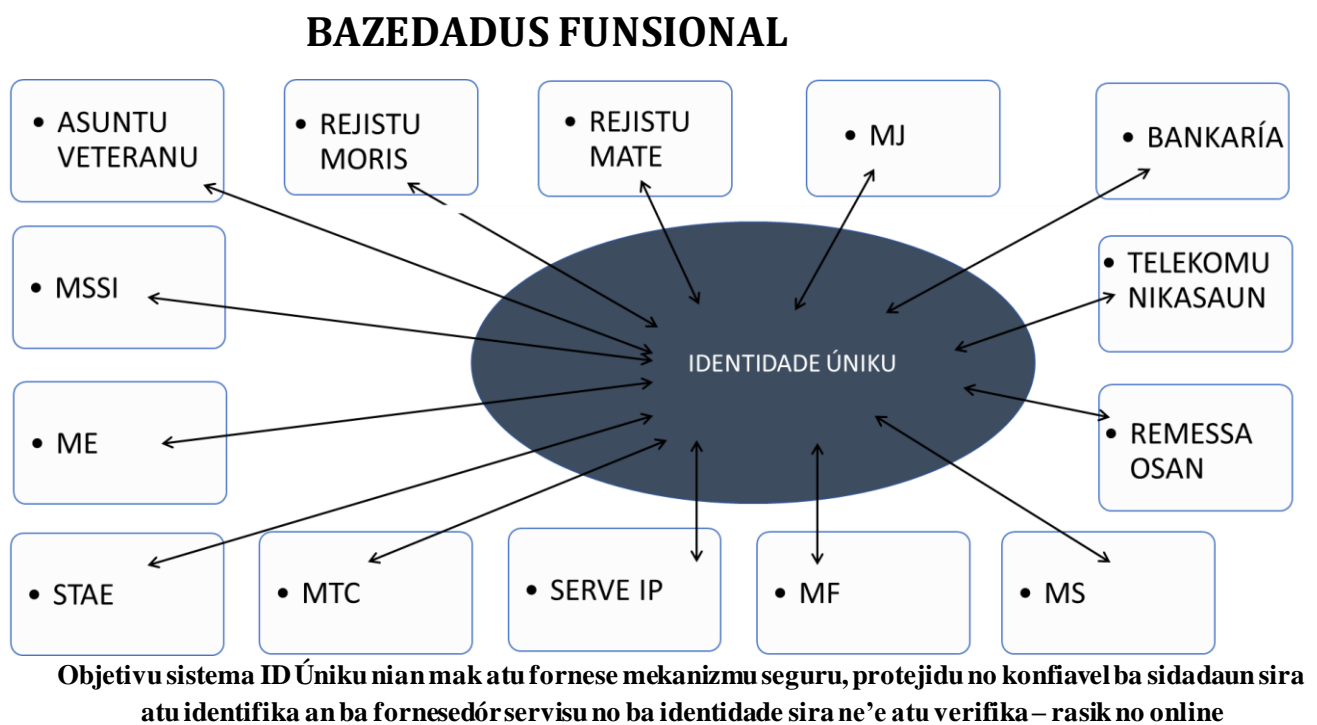 BAZEDADUS FUNSIONAL
• ASUNTU
VETERANU
• REJISTU
MORIS
• REJISTU
MATE
• MJ
• BANKARÍA
• MSSI
• TELEKOMU
NIKASAUN
IDENTIDADE ÚNIKU
• ME
• REMESSA
OSAN
• STAE
• MTC
• SERVE IP
• MF
• MS
Objetivu sistema ID Úniku nian mak atu fornese mekanizmu seguru, protejidu no konfiavel ba sidadaun sira
atu identifika an ba fornesedór servisu no ba identidade sira ne'e atu verifika – rasik no online